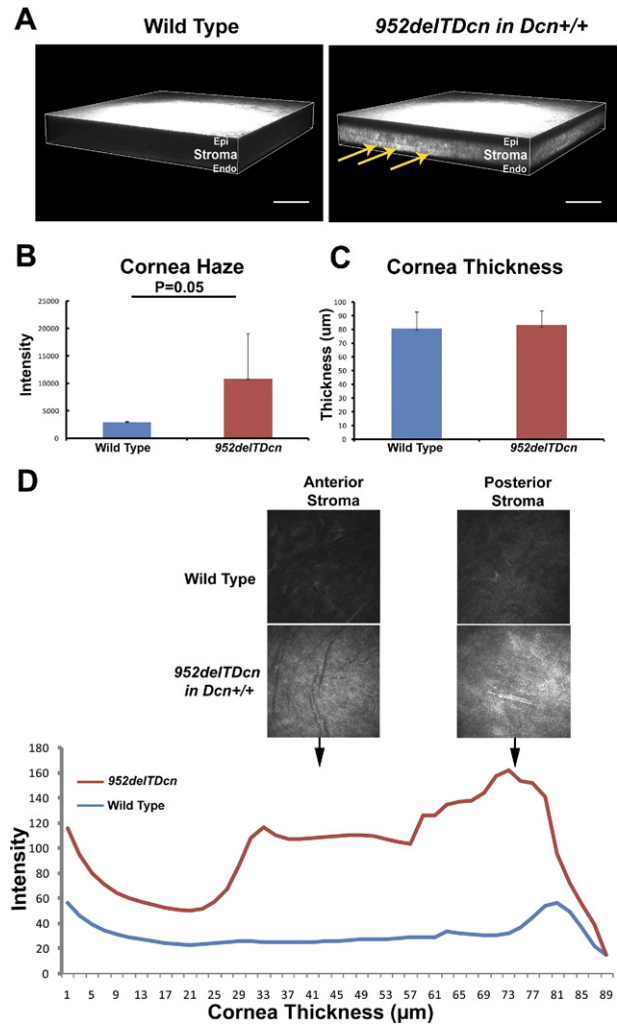 A
Wild Type
952delTDcn in Dcn+/+
Epi
Stroma
Endo
Epi
Stroma
Endo
B
Cornea Haze
P=0.05
Intensity
25000
20000
15000
10000
5000
0
Wild Type
952delTDcn
C
Cornea Thickness
Thickness (um)
100
90
80
70
60
50
40
30
20
10
0
Wild Type
952delTDcn
D
Anterior
Stroma
Posterior
Stroma
Wild Type
952delTDcn
in Dcn+/+
Intensity
180
160
140
120
100
80
60
40
20
0
952delTDcn
Wild Type
1 5 9 13 17 21 25 29 33 37 41 45 49 53 57 61 65 69 73 77 81 85 89
Cornea Thickness (µm)